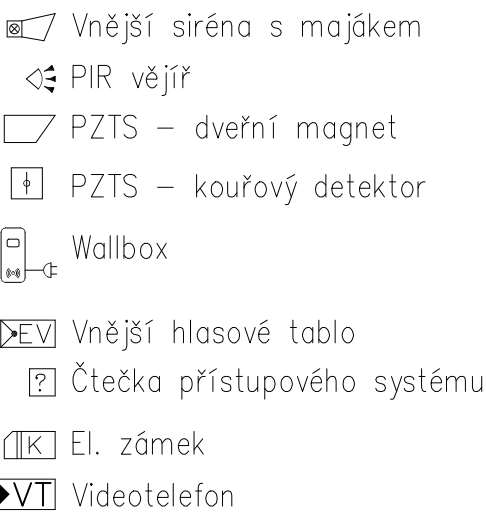 Vnější siréna s majákem
PIR vějíř
PZTS – dveřní magnet
PZTS – kouřový detektor
Wallbox
EV Vnější hlasové tablo
? Čtečka přístupového systému
K El. zámek
VT Videotelefon